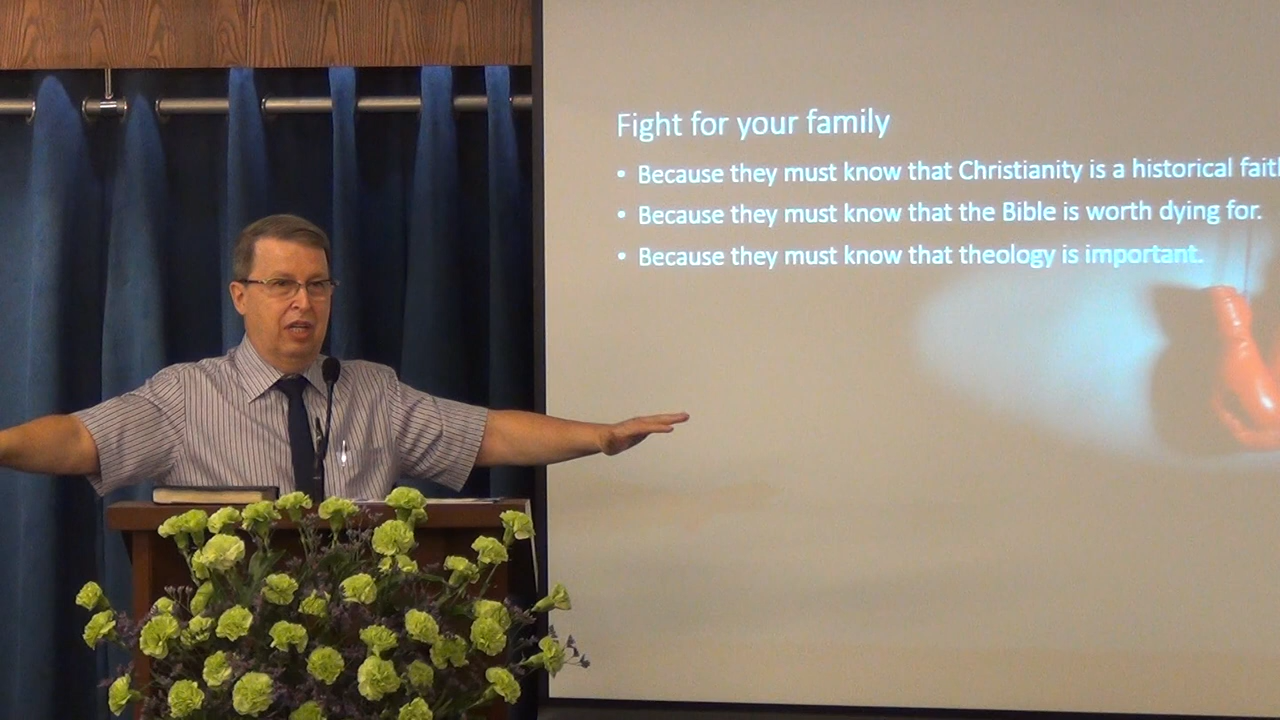 Fight for your family
• Because they must know that Christianity is a historical fait
• Because they must know that the Bible is worth dying for.
• Because they must know that theology is important.